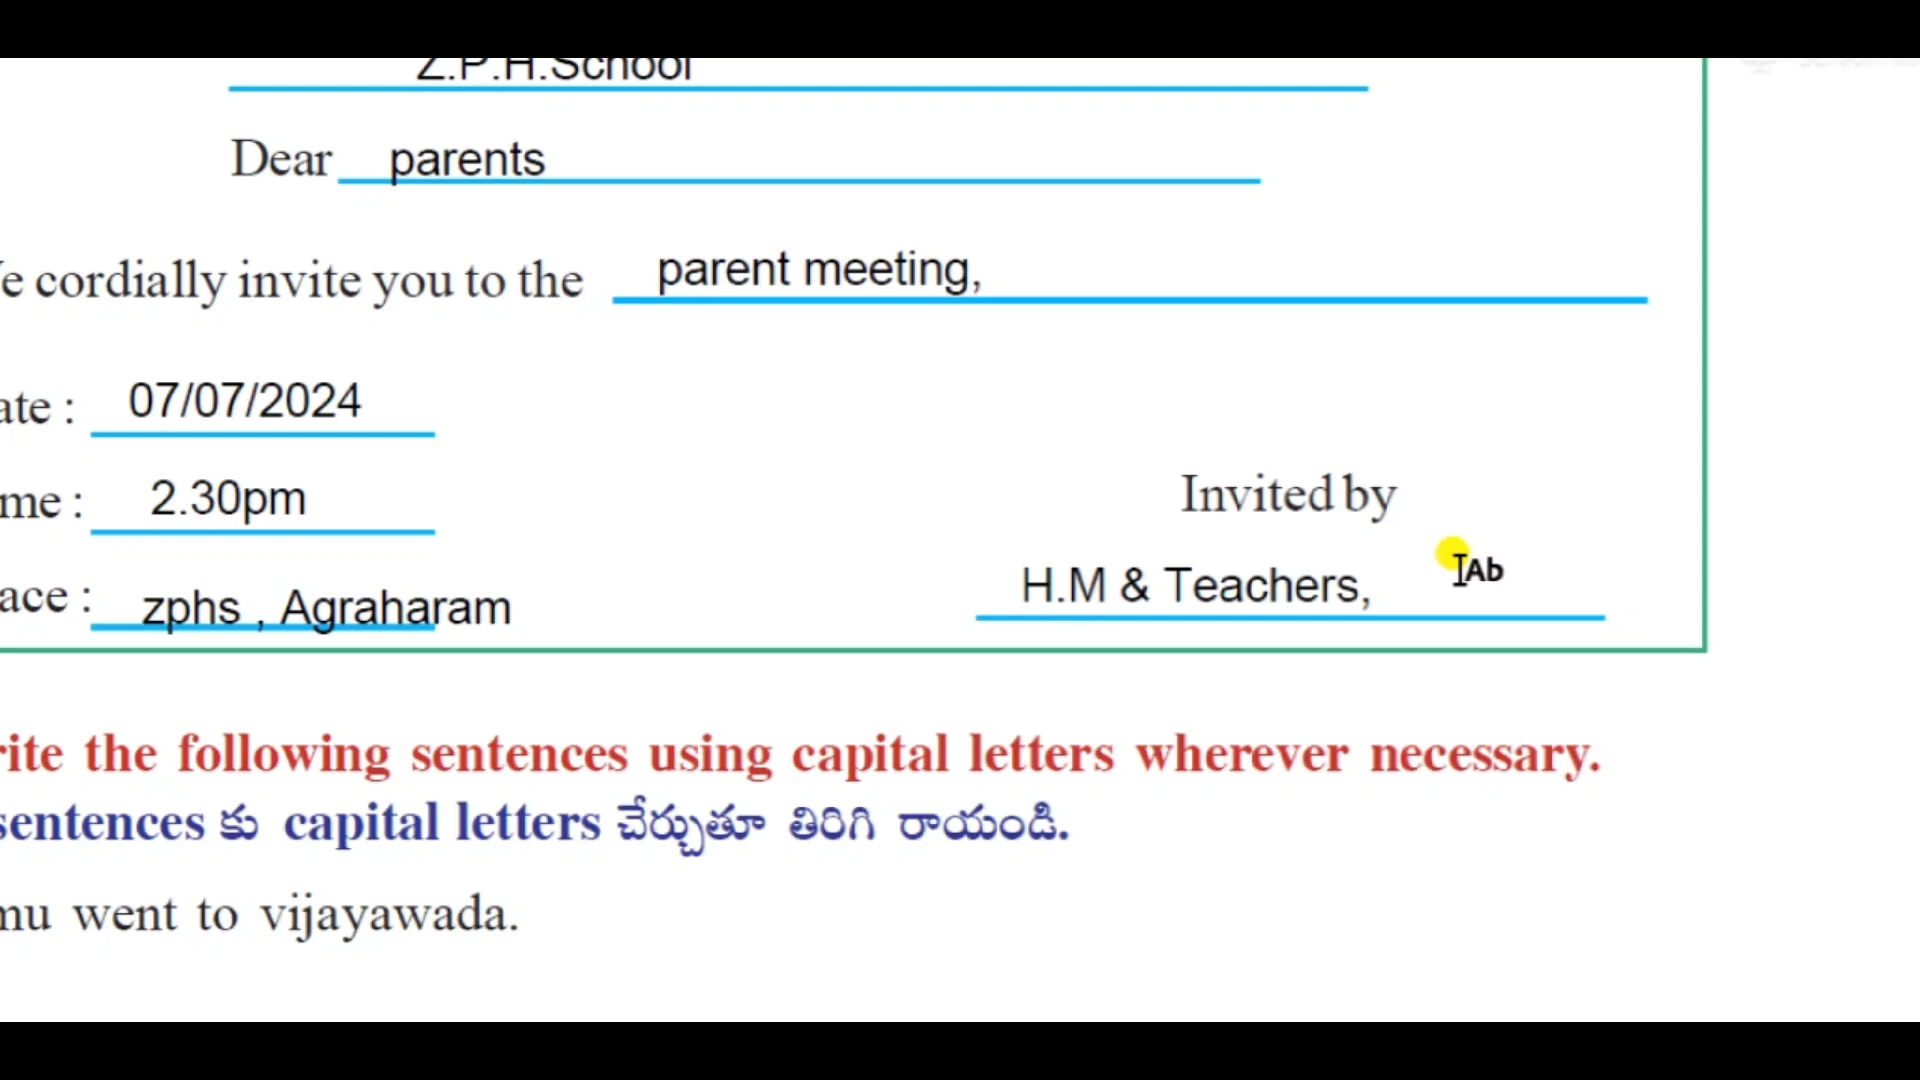 Z.P.H.School
Dear parents
e cordially invite you to the parent meeting,
ate : 07/07/2024
me : 2.30pm
Invited by
ace : zphs , Agraharam
H.M & Teachers,
Ab
rite the following sentences using capital letters wherever necessary.
sentences కు capital letters చేర్చుతూ తిరిగి రాయండి.
mu went to vijayawada.